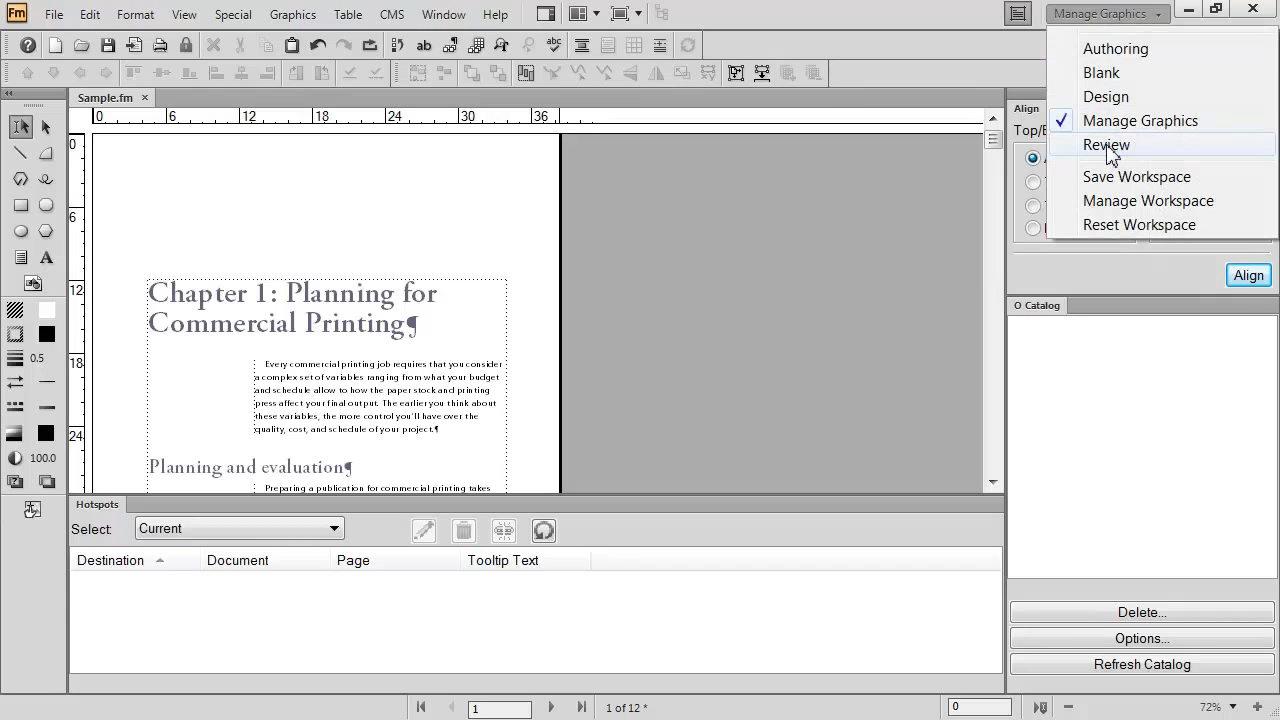 Fm File Edit Format View Special Graphics Table CMS Window Help Manage Graphics
Authoring
Blank
Design
Manage Graphics
Review
Save Workspace
Manage Workspace
Reset Workspace
Sample.fm
Align
Top/B
0 6 12 18 24 30 36
0
6
12
18
24
Chapter 1: Planning for
Commercial Printing¶
Every commercial printing job requires that you consider
a complex set of variables ranging from what your budget
and schedule allow to how the paper stock and printing
press affect your final output. The earlier you think about
these variables, the more control you'll have over the
quality, cost, and schedule of your project.¶
Planning and evaluation¶
Preparing a publication for commercial printing takes
0.5
100.0
Align
O Catalog
Delete...
Options...
Refresh Catalog
Hotspots
Select: Current
Destination Document Page Tooltip Text
1 1 of 12 * 0 72%